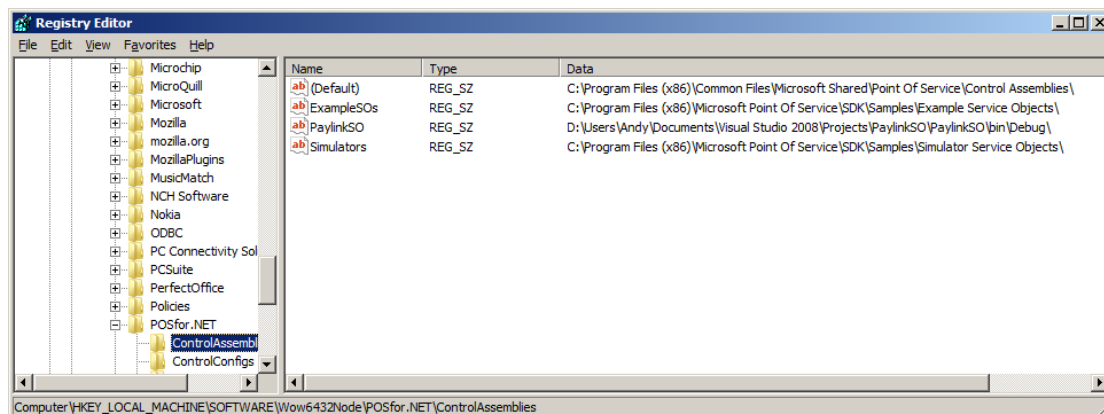 Registry Editor
File Edit View Favorites Help
Microchip
MicroQuill
Microsoft
Mozilla
mozilla.org
MozillaPlugins
MusicMatch
NCH Software
Nokia
ODBC
PC Connectivity Sol
PCSuite
PerfectOffice
Policies
POSfor.NET
ControlAssembl
ControlConfigs
Name Type Data
ab (Default) REG_SZ C:\Program Files (x86)\Common Files\Microsoft Shared\Point Of Service\Control Assemblies\
ab ExampleSOs REG_SZ C:\Program Files (x86)\Microsoft Point Of Service\SDK\Samples\Example Service Objects\
ab PaylinkSO REG_SZ D:\Users\Andy\Documents\Visual Studio 2008\Projects\PaylinkSO\PaylinkSO\bin\Debug\
ab Simulators REG_SZ C:\Program Files (x86)\Microsoft Point Of Service\SDK\Samples\Simulator Service Objects\
Computer\HKEY_LOCAL_MACHINE\SOFTWARE\Wow6432Node\POSfor.NET\ControlAssemblies